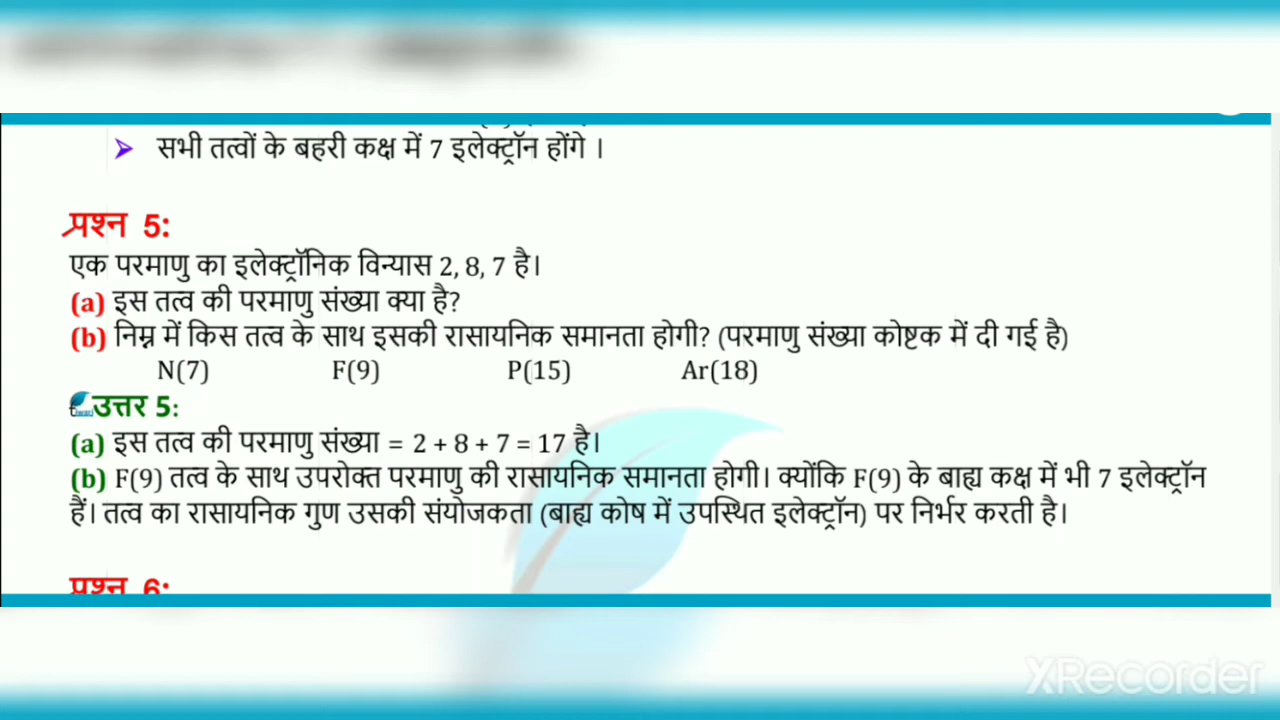 ➤ सभी तत्वों के बहरी कक्ष में 7 इलेक्ट्रॉन होंगे ।
प्रश्न 5:
एक परमाणु का इलेक्ट्रॉनिक विन्यास 2, 8, 7 है।
(a) इस तत्व की परमाणु संख्या क्या है?
(b) निम्न में किस तत्व के साथ इसकी रासायनिक समानता होगी? (परमाणु संख्या कोष्टक में दी गई है)
N(7) F(9) P(15) Ar(18)
उत्तर 5:
(a) इस तत्व की परमाणु संख्या = 2 + 8 + 7 = 17 है।
(b) F(9) तत्व के साथ उपरोक्त परमाणु की रासायनिक समानता होगी। क्योंकि F(9) के बाह्य कक्ष में भी 7 इलेक्ट्रॉन
हैं। तत्व का रासायनिक गुण उसकी संयोजकता (बाह्य कोष में उपस्थित इलेक्ट्रॉन) पर निर्भर करती है।
प्रश्न 6:
XRecorder